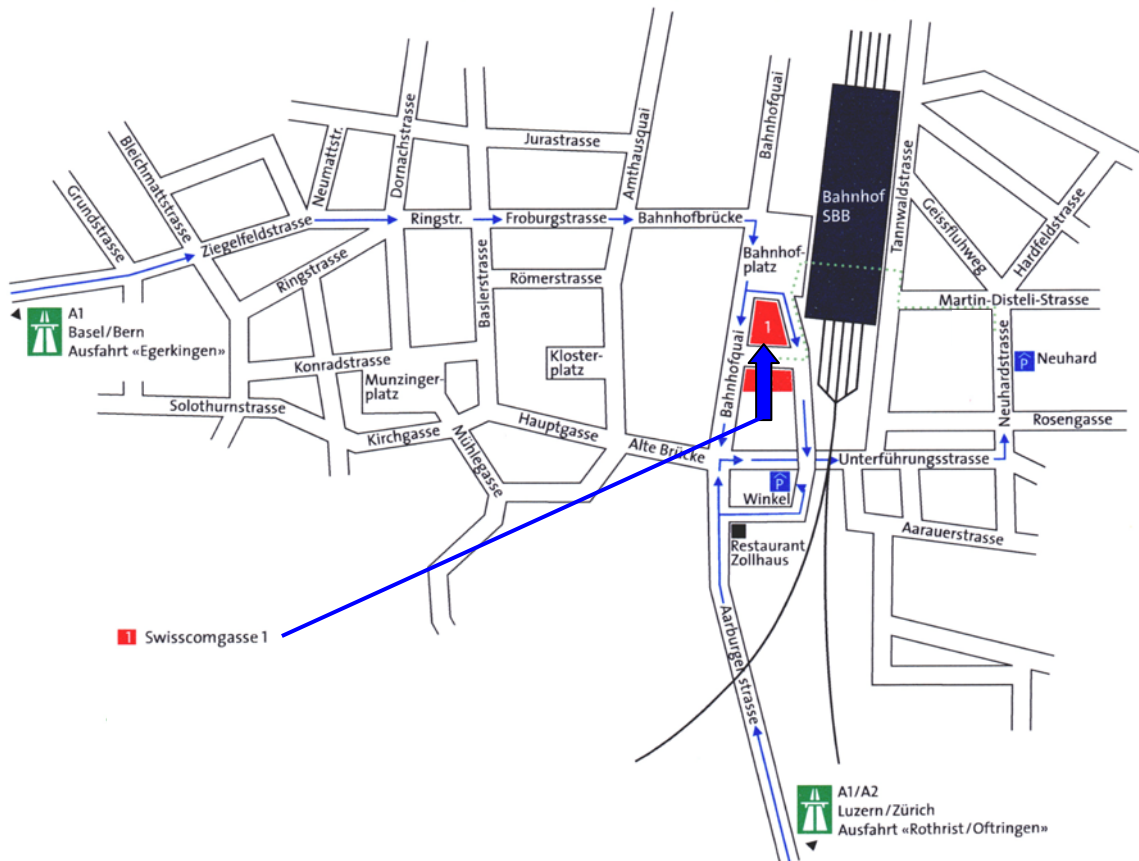 Bahnhofquai
Bleichmattstrasse
Grundstrasse
Neumattstr.
Dornachstrasse
Jurastrasse
Amthausquai
Bahnhof
SBB
Tannwaldstrasse
Geissfluhweg
Hardfeldstrasse
Ziegelfeldstrasse
Ringstr.
Froburgstrasse
Bahnhofbrücke
Bahnhof-
platz
Ringstrasse
Baslerstrasse
Römerstrasse
Martin-Disteli-Strasse
A1
Basel/Bern
Ausfahrt «Egerkingen»
1
Konradstrasse
Munzinger-
platz
Kloster-
platz
Bahnhofquai
Neuhardstrasse
P
Neuhard
Solothurnstrasse
Kirchgasse
Mühlegasse
Hauptgasse
Alte Brücke
Rosengasse
Unterführungsstrasse
P
Winkel
Aarauerstrasse
Restaurant
Zollhaus
1 Swisscomgasse 1
Aarburgerstrasse
A1/A2
Luzern/Zürich
Ausfahrt «Rothrist/Oftringen»